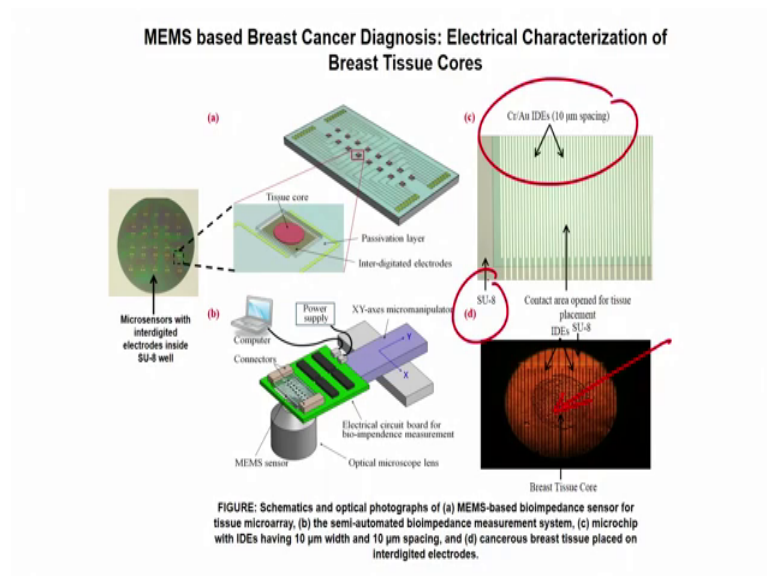 MEMS based Breast Cancer Diagnosis: Electrical Characterization of
Breast Tissue Cores
(a)
Tissue core
Passivation layer
Inter-digitated electrodes
Microsensors with
interdigited
electrodes inside
SU-8 well
(b)
Computer
Connectors
Power
supply
XY-axes micromanipulator
Y
X
Electrical circuit board for
bio-impendence measurement
MEMS sensor
Optical microscope lens
(c)
Cr/Au IDEs (10 μm spacing)
SU-8
Contact area opened for tissue
placement
(d)
IDEs SU-8
Breast Tissue Core
FIGURE: Schematics and optical photographs of (a) MEMS-based bioimpedance sensor for
tissue microarray, (b) the semi-automated bioimpedance measurement system, (c) microchip
with IDEs having 10 μm width and 10 μm spacing, and (d) cancerous breast tissue placed on
interdigited electrodes.